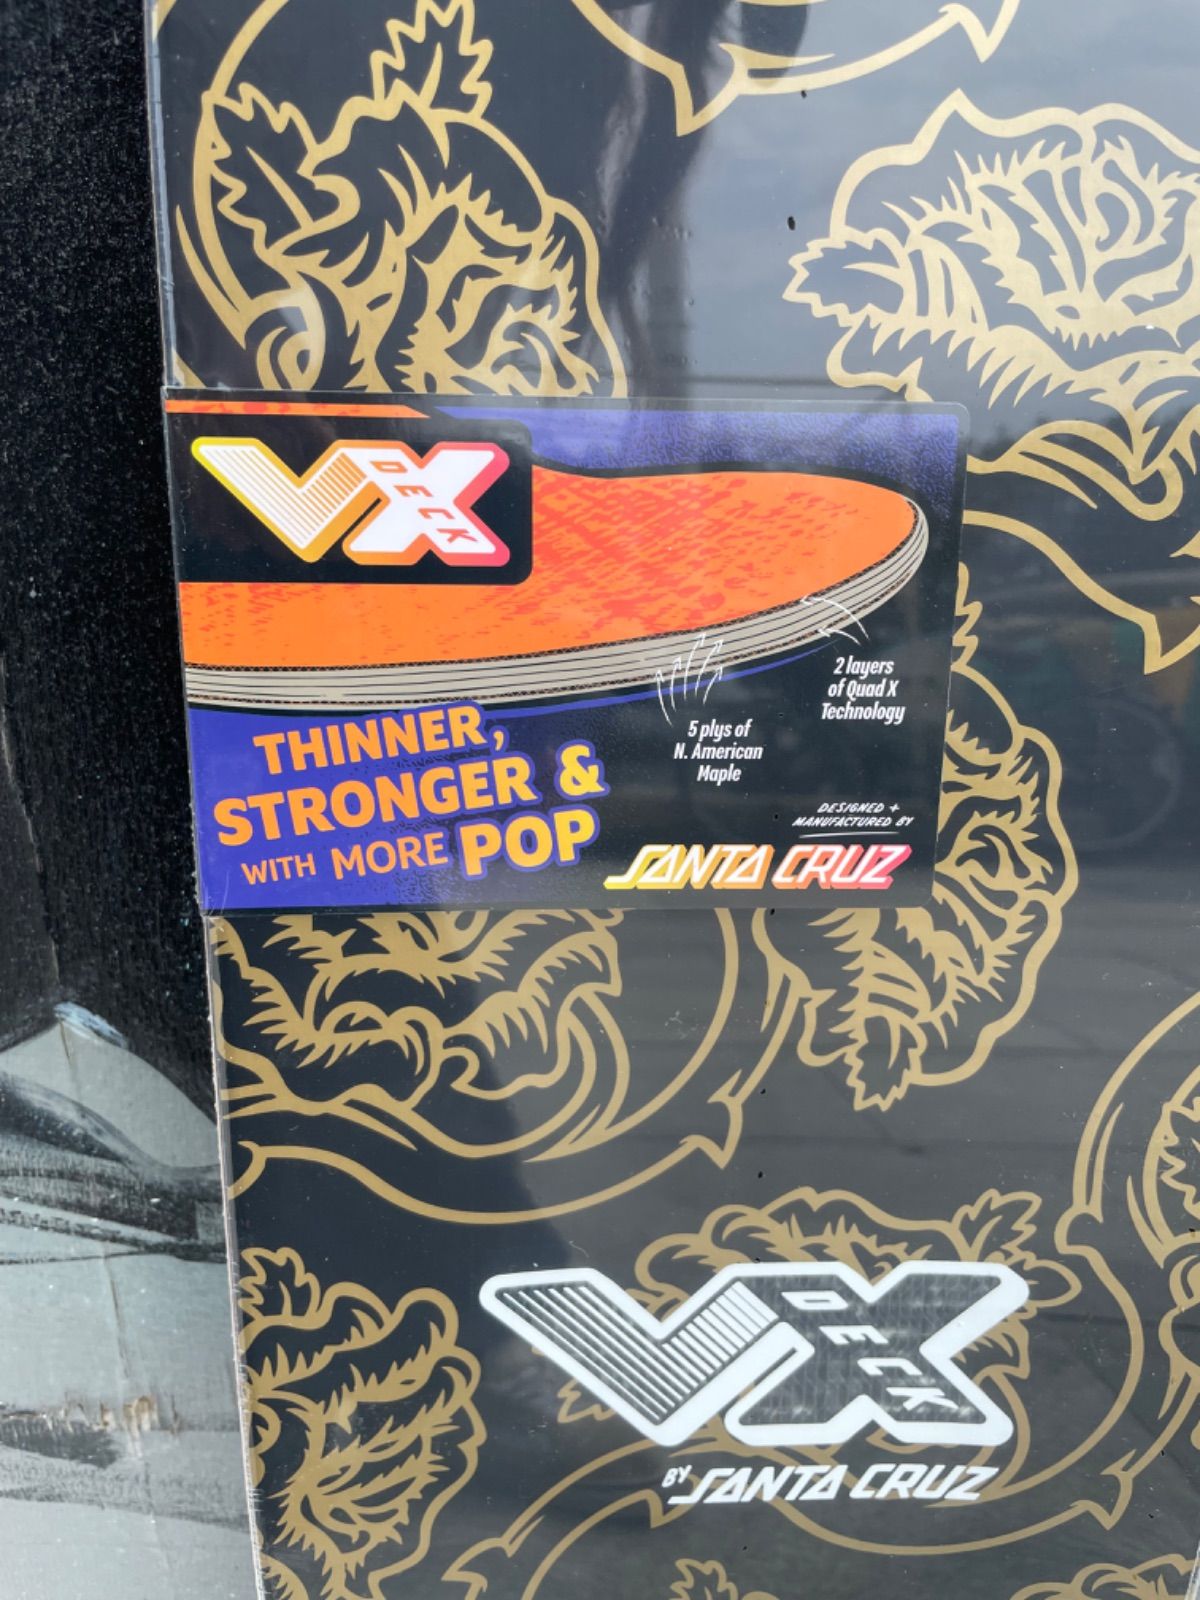 VX
DECK
THINNER,
STRONGER &
WITH MORE POP
5 plys of
N. American
Maple
2 layers
of Quad X
Technology
DESIGNED +
MANUFACTURED BY
SANTA CRUZ
VX
DECK
BY SANTA CRUZ